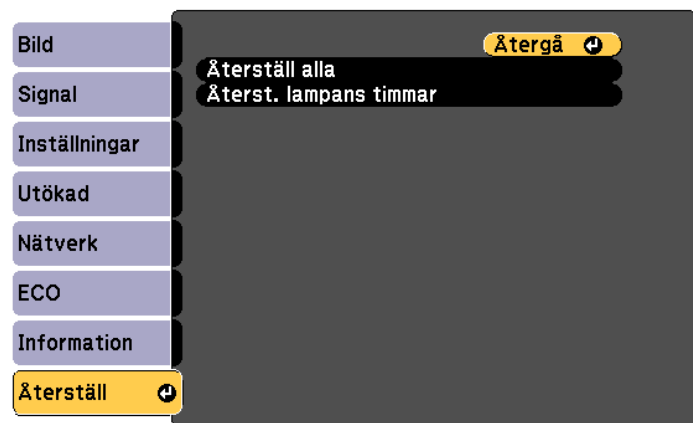 Bild
Signal
Inställningar
Utökad
Nätverk
ECO
Information
Återställ
Återgå
Återställ alla
Återst. lampans timmar